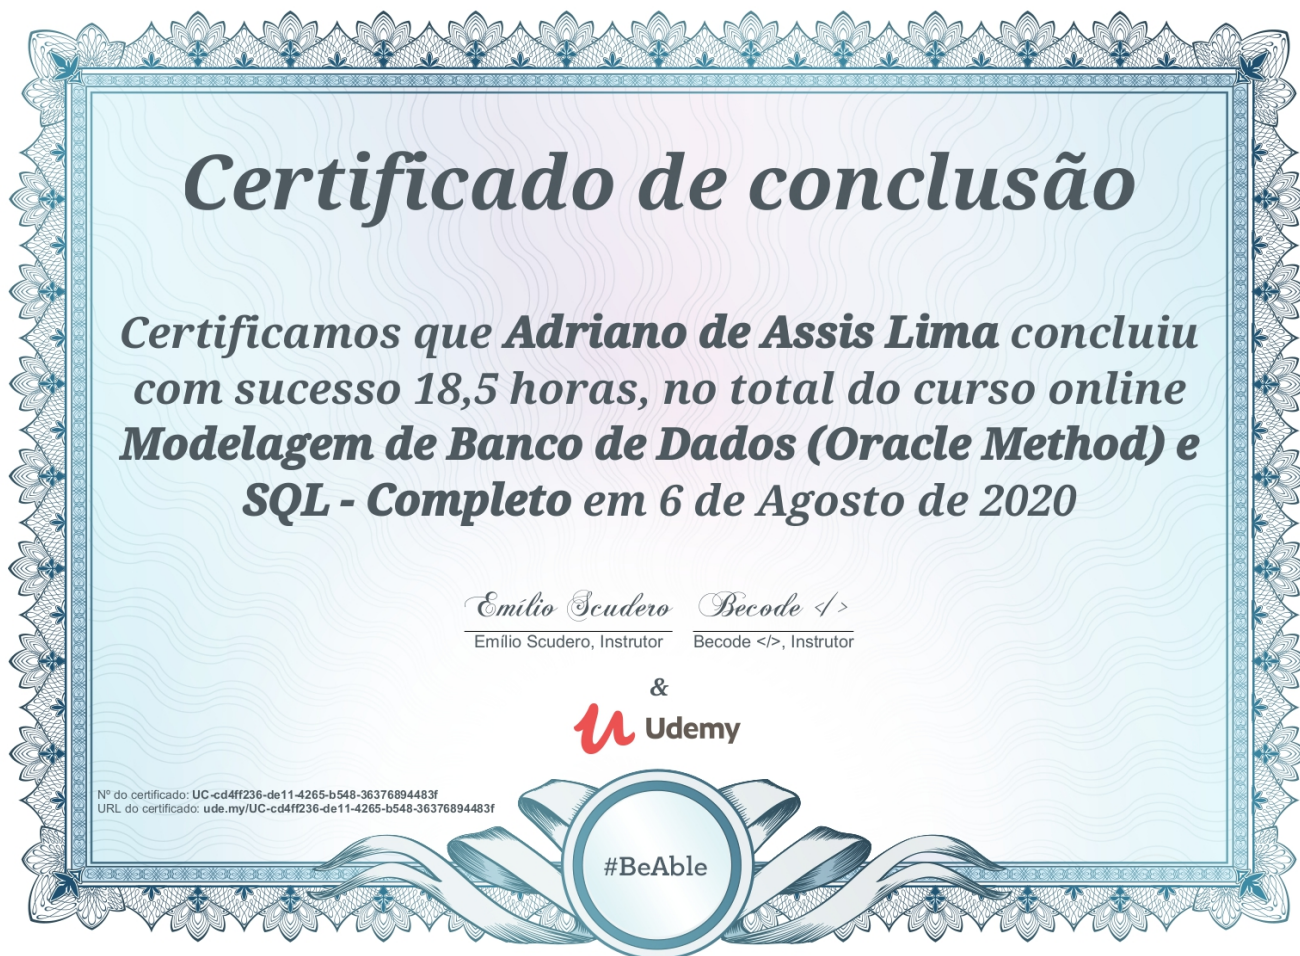 Certificado de conclusão
Certificamos que Adriano de Assis Lima concluiu
com sucesso 18,5 horas, no total do curso online
Modelagem de Banco de Dados (Oracle Method) e
SQL - Completo em 6 de Agosto de 2020
Emílio Scudero Becode </>
Emílio Scudero, Instrutor Becode </>, Instrutor
&
Udemy
Nº do certificado: UC-cd4ff236-de11-4265-b548-36376894483f
URL do certificado: ude.my/UC-cd4ff236-de11-4265-b548-36376894483f
#BeAble